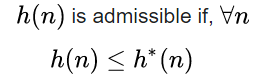 h(n) is admissible if, ∀n
h(n) ≤ h*(n)